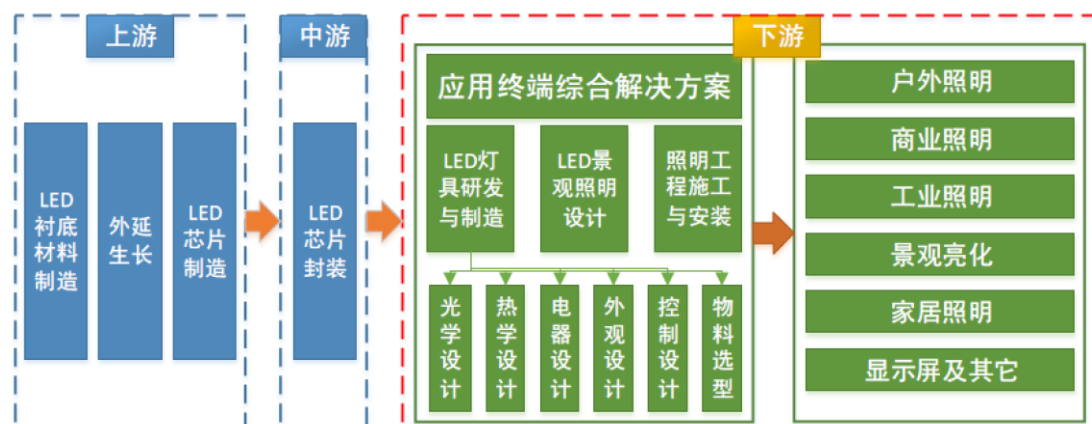 上游
LED
衬底
材料
制造
外延
生长
LED
芯片
制造
中游
LED
芯片
封装
下游
应用终端综合解决方案
LED灯
具研发
与制造
LED景
观照明
设计
照明工
程施工
与安装
光学设计
热学设计
电器设计
外观设计
控制设计
物料选型
户外照明
商业照明
工业照明
景观亮化
家居照明
显示屏及其它